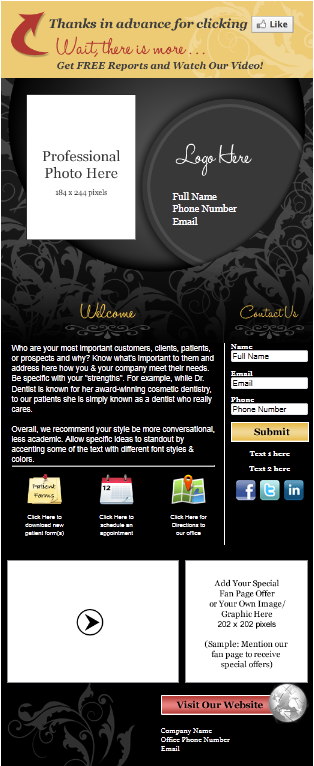 Thanks in advance for clicking Like
Wait, there is more . . .
Get FREE Reports and Watch Our Video!
Professional
Photo Here
184 x 244 pixels
Logo Here
Full Name
Phone Number
Email
Welcome
Who are your most important customers, clients, patients,
or prospects and why? Know what's important to them and
address here how you & your company meet their needs.
Be specific with your "strengths". For example, while Dr.
Dentist is known for her award-winning cosmetic dentistry,
to our patients she is simply known as a dentist who really
cares.
Overall, we recommend your style be more conversational,
less academic. Allow specific ideas to standout by
accenting some of the text with different font styles &
colors.
Patient
Forms
Click Here to
download new
patient form(s)
12
Click Here to
schedule an
appointment
Click Here for
Directions to
our office
Contact Us
Name
Full Name
Email
Email
Phone
Phone Number
Submit
Text 1 here
Text 2 here
f t in
Add Your Special
Fan Page Offer
or Your Own Image/
Graphic Here
202 x 202 pixels
(Sample: Mention our
fan page to receive
special offers)
Visit Our Website
Company Name
Office Phone Number
Email